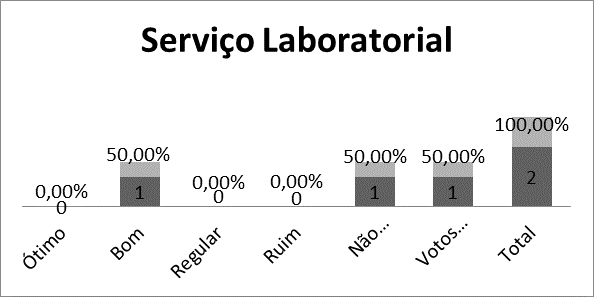 Serviço Laboratorial
0,00% 50,00% 0,00% 0,00% 50,00% 50,00% 100,00%
0 1 0 0 1 1 2
Ótimo Bom Regular Ruim Não... Votos... Total